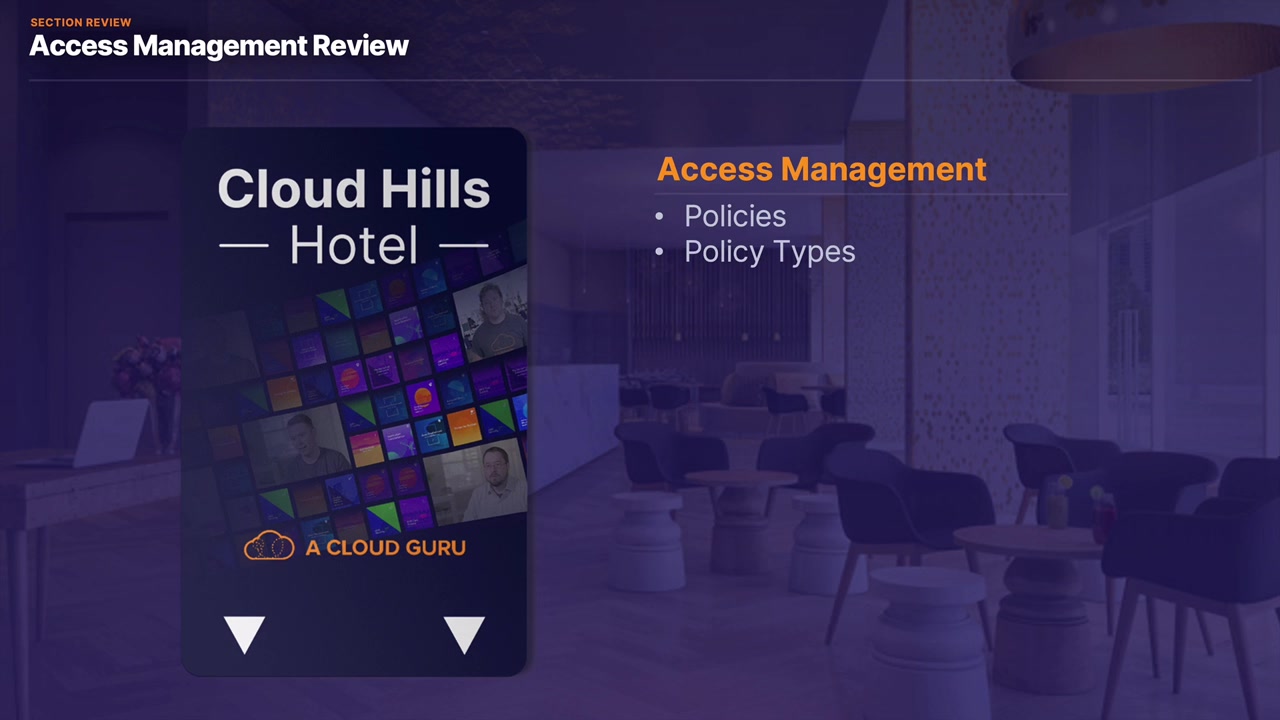 SECTION REVIEW
Access Management Review
Cloud Hills
Hotel
A CLOUD GURU
Access Management
• Policies
• Policy Types